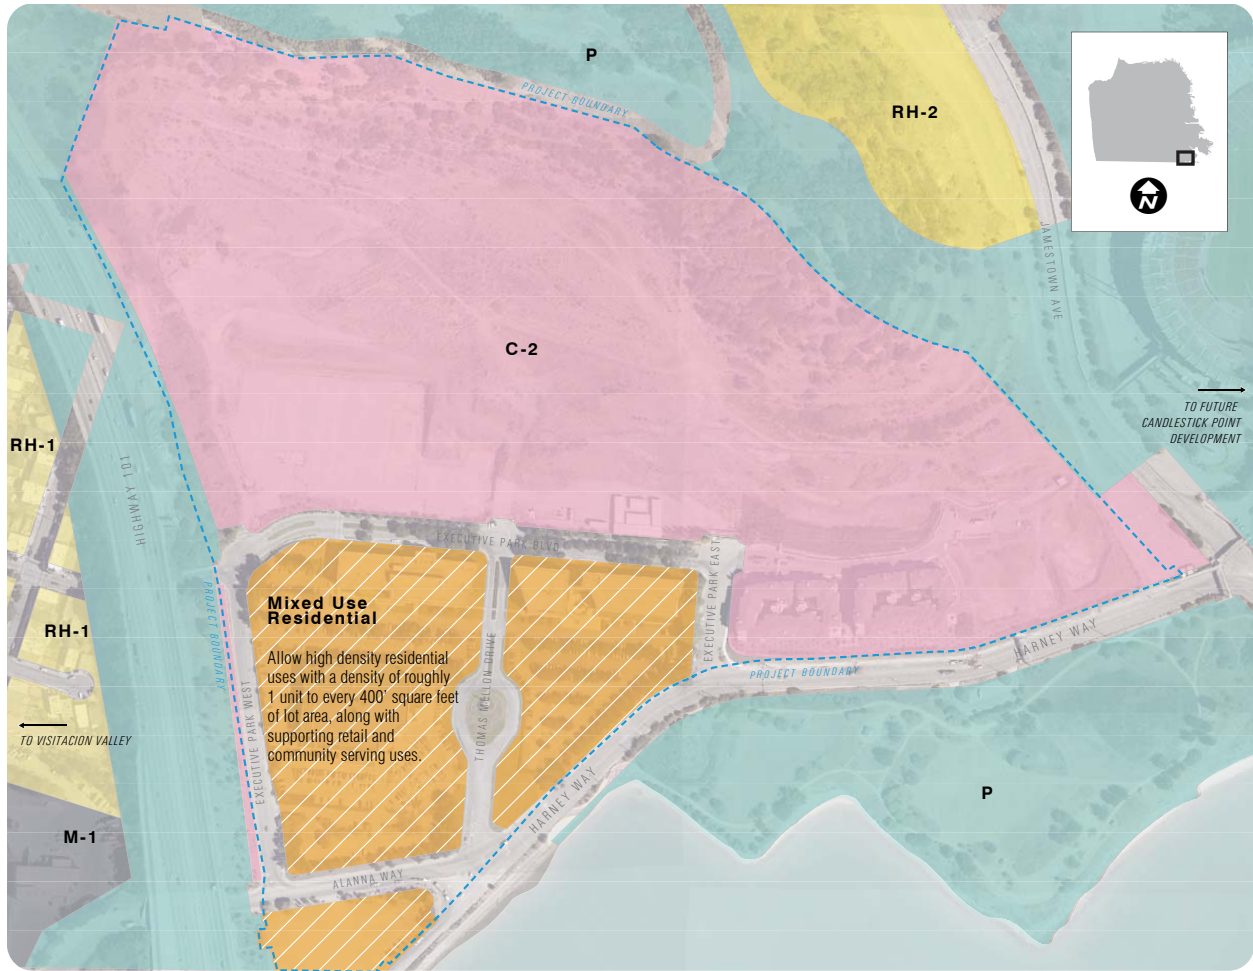 P
PROJECT BOUNDARY
RH-2
N
JAMESTOWN AVE
C-2
TO FUTURE
CANDLESTICK POINT
DEVELOPMENT
RH-1
HIGHWAY 101
EXECUTIVE PARK BLVD
EXECUTIVE PARK EAST
PROJECT BOUNDARY
Mixed Use
Residential
Allow high density residential
uses with a density of roughly
1 unit to every 400' square feet
of lot area, along with
supporting retail and
community serving uses.
THOMAS MELLON DRIVE
HARNEY WAY
PROJECT BOUNDARY
RH-1
EXECUTIVE PARK WEST
TO VISITACION VALLEY
HARNEY WAY
P
M-1
ALANNA WAY